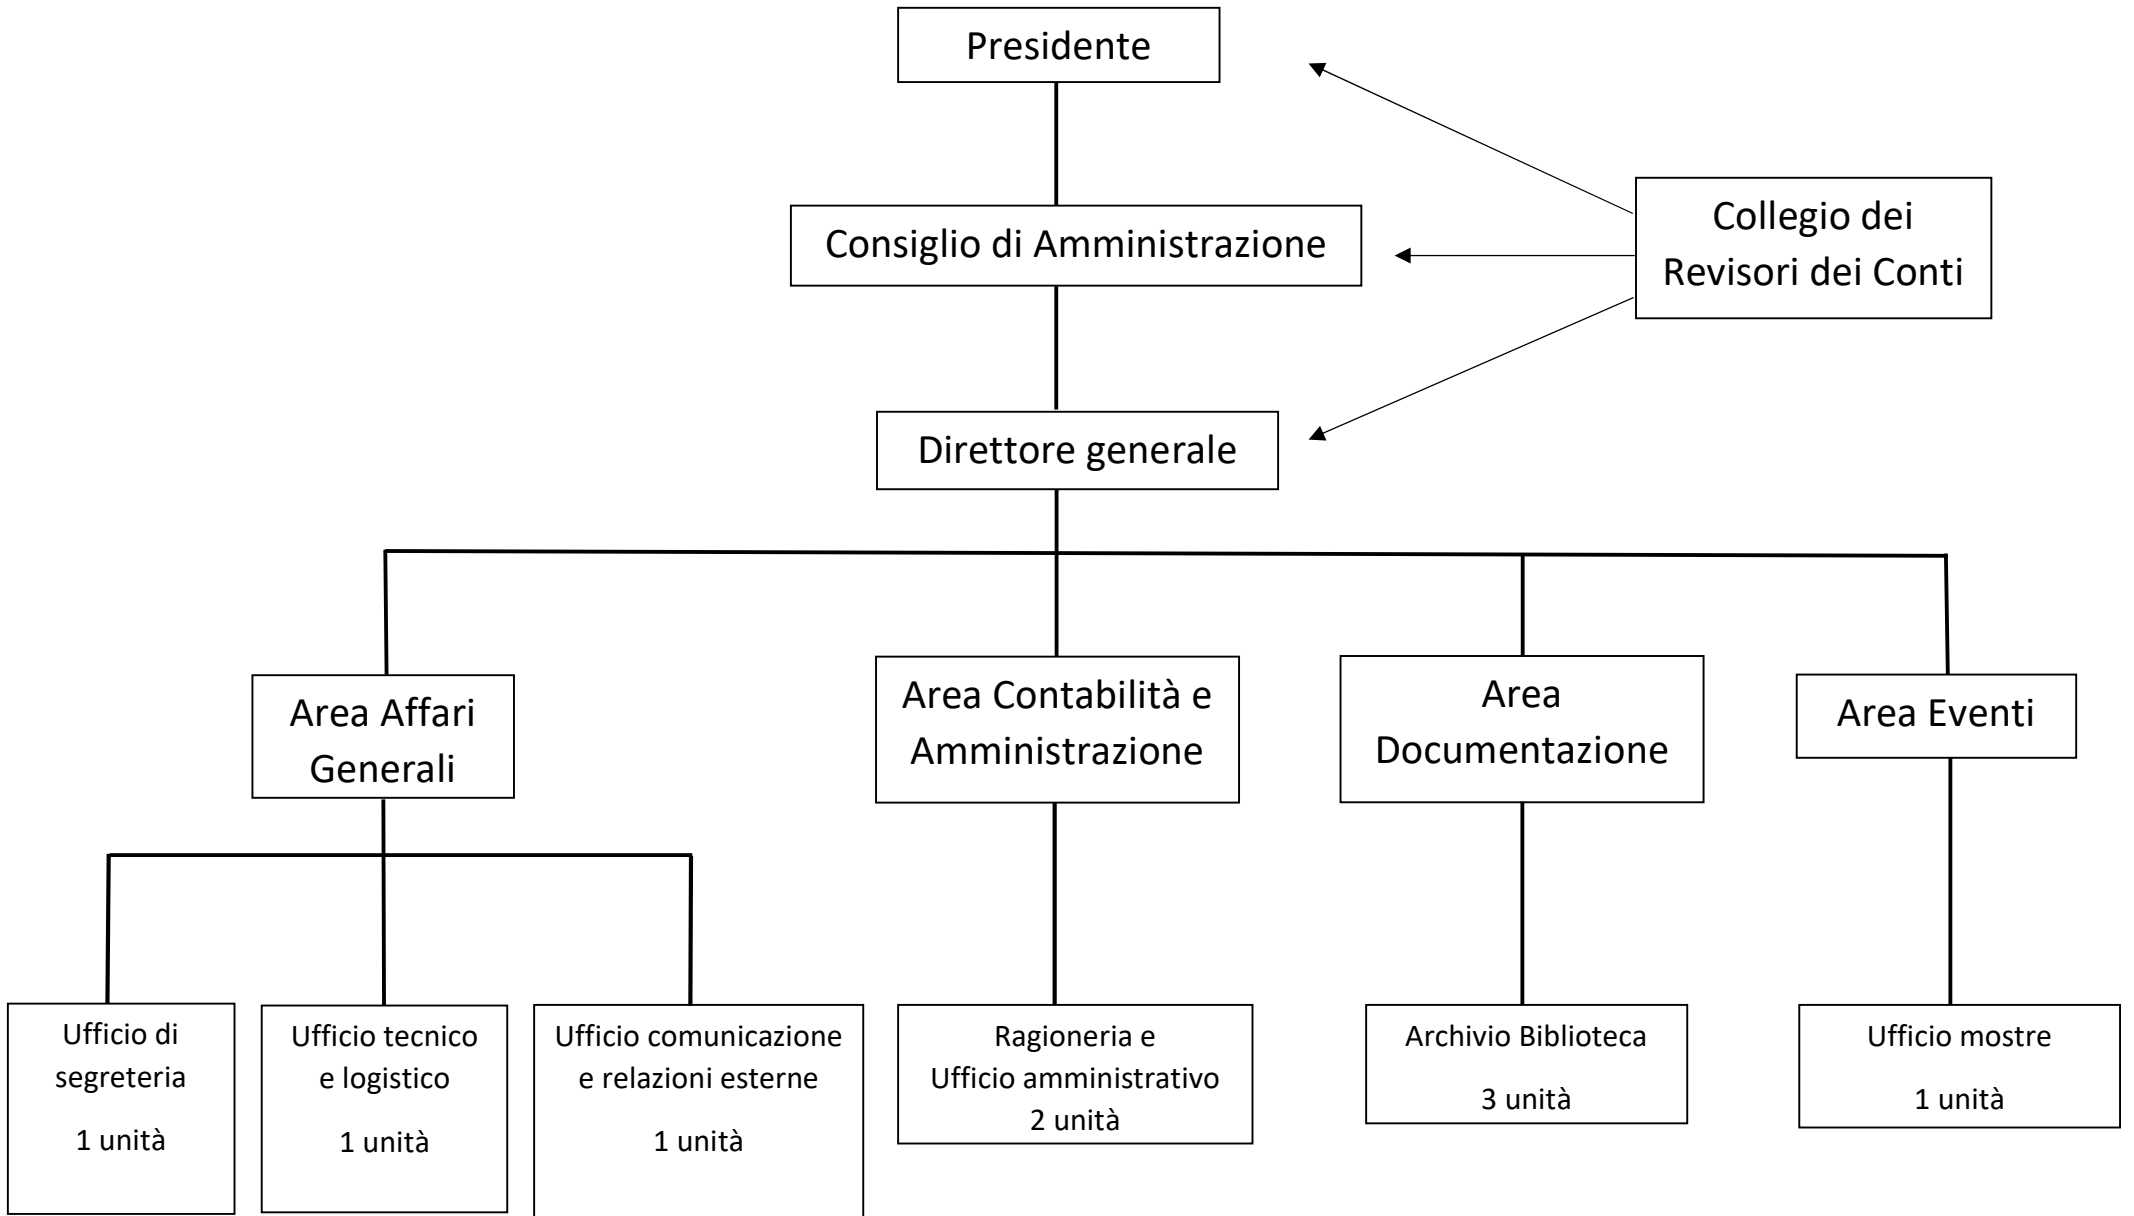 Presidente
Collegio dei
Revisori dei Conti
Consiglio di Amministrazione
Direttore generale
Area Affari
Generali
Area Contabilità e
Amministrazione
Area
Documentazione
Area Eventi
Ufficio di
segreteria
1 unità
Ufficio tecnico
e logistico
1 unità
Ufficio comunicazione
e relazioni esterne
1 unità
Ragioneria e
Ufficio amministrativo
2 unità
Archivio Biblioteca
3 unità
Ufficio mostre
1 unità